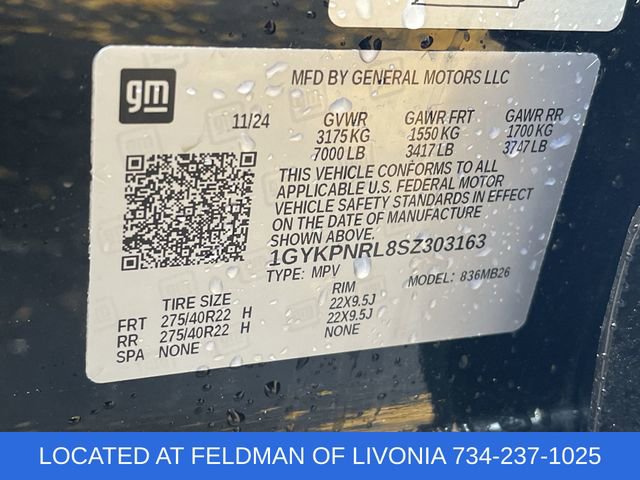 gm
MFD BY GENERAL MOTORS LLC
11/24 GVWR GAWR FRT GAWR RR
3175 KG 1550 KG 1700 KG
7000 LB 3417 LB 3747 LB
THIS VEHICLE CONFORMS TO ALL
APPLICABLE U.S. FEDERAL MOTOR
VEHICLE SAFETY STANDARDS IN EFFECT
ON THE DATE OF MANUFACTURE
SHOWN ABOVE.
1GYKPNRL8SZ303163
TYPE: MPV MODEL: 836MB26
TIRE SIZE RIM
FRT 275/40R22 H 22X9.5J
RR 275/40R22 H 22X9.5J
SPA NONE NONE
LOCATED AT FELDMAN OF LIVONIA 734-237-1025